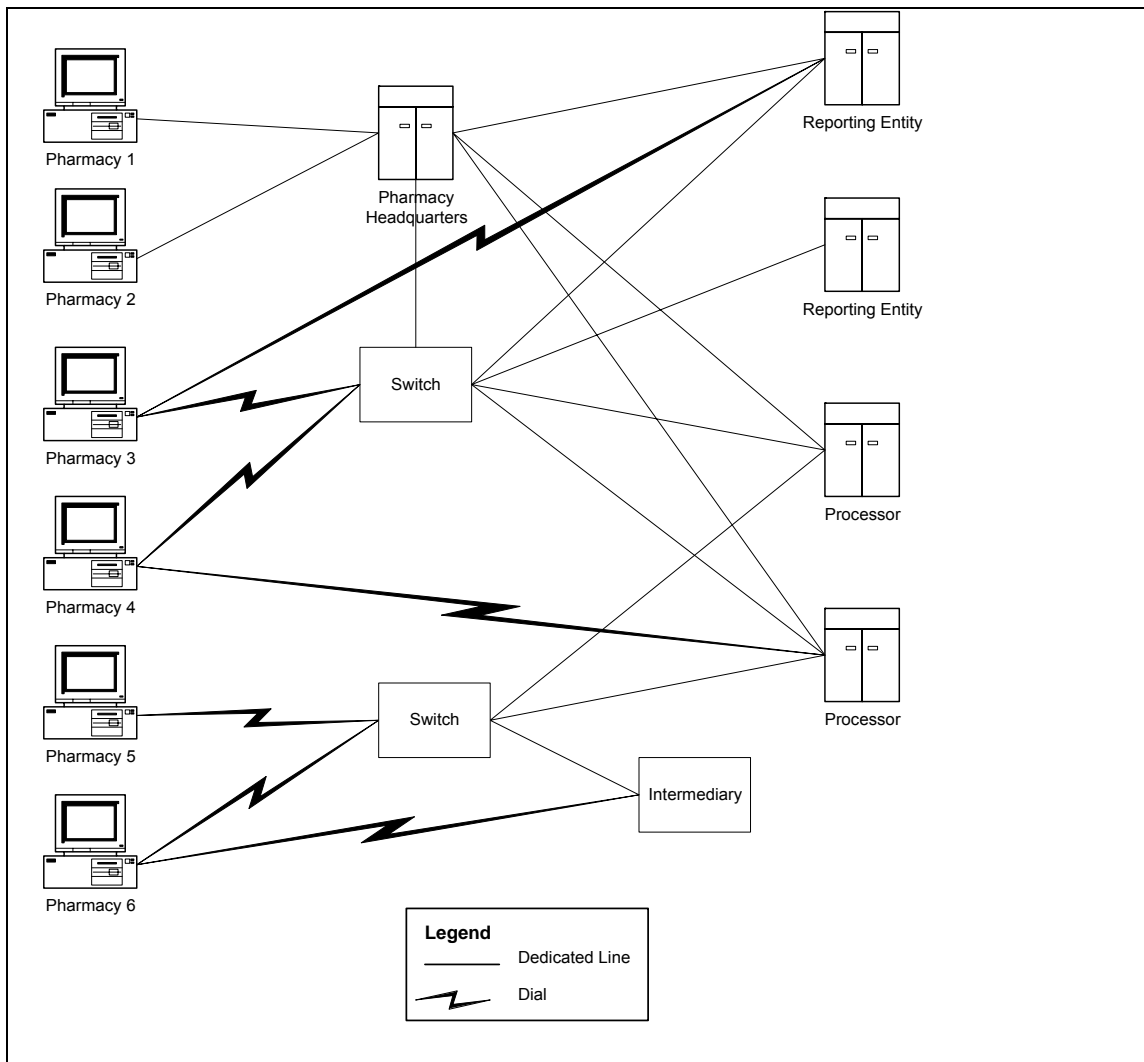 Pharmacy 1
Pharmacy
Headquarters
Reporting Entity
Pharmacy 2
Reporting Entity
Pharmacy 3
Switch
Processor
Pharmacy 4
Pharmacy 5
Switch
Processor
Intermediary
Pharmacy 6
Legend
Dedicated Line
Dial